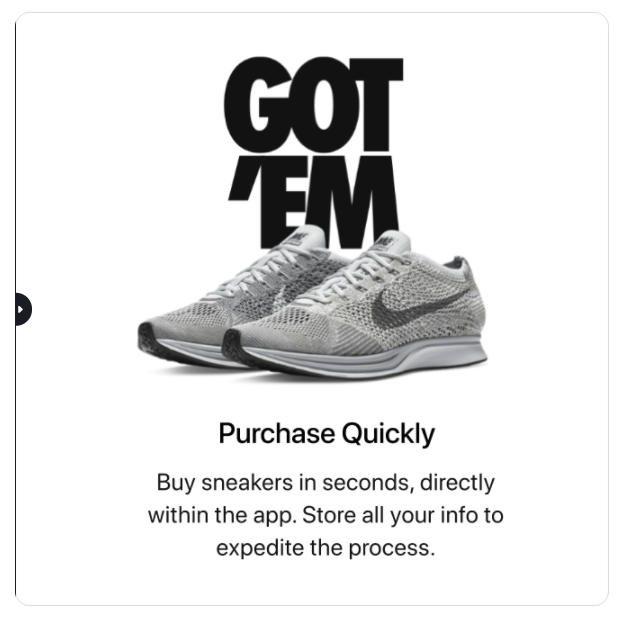 GOT
'EM
Purchase Quickly
Buy sneakers in seconds, directly
within the app. Store all your info to
expedite the process.